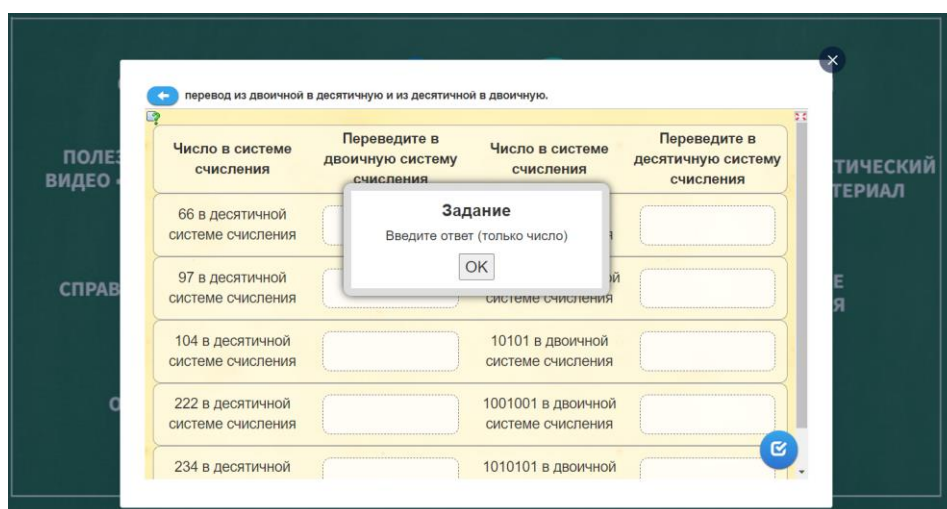 перевод из двоичной в десятичную и из десятичной в двоичную.
Число в системе
счисления
Переведите в
двоичную систему
счисления
Число в системе
счисления
Переведите в
десятичную систему
счисления
66 в десятичной
системе счисления
Задание
Введите ответ (только число)
OK
97 в десятичной
системе счисления
системе счисления
104 в десятичной
системе счисления
10101 в двоичной
системе счисления
222 в десятичной
системе счисления
1001001 в двоичной
системе счисления
234 в десятичной
1010101 в двоичной
ВИДЕО
СПРАВ
ТИЧЕСКИЙ
ТЕРИАЛ